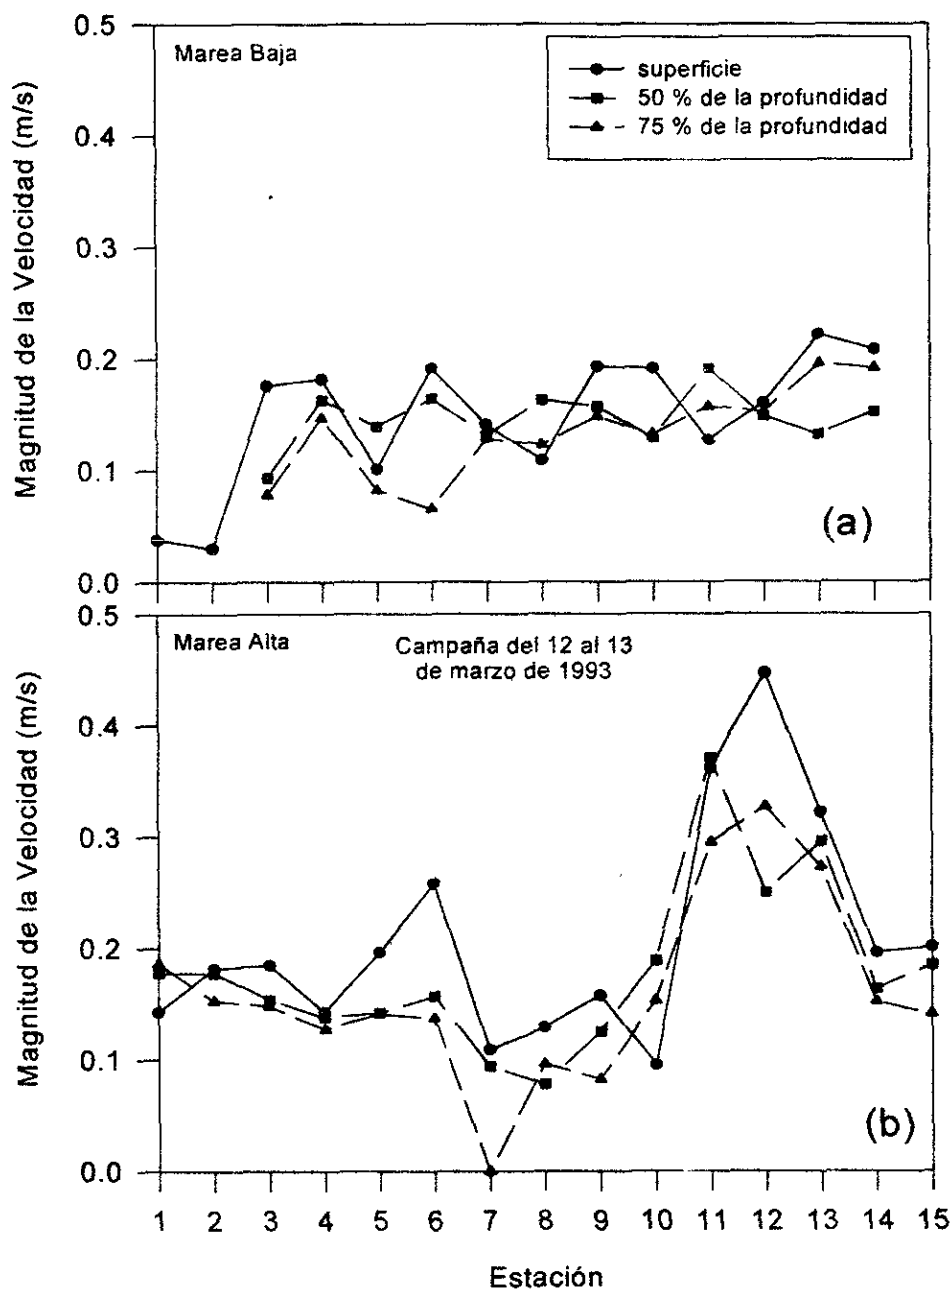 0.5
Marea Baja
superficie
50 % de la profundidad
75 % de la profundidad
0.4
0.3
0.2
0.1
0.0
Magnitud de la Velocidad (m/s)
(a)
0.5
Marea Alta
Campaña del 12 al 13
de marzo de 1993
0.4
0.3
0.2
0.1
0.0
Magnitud de la Velocidad (m/s)
(b)
1 2 3 4 5 6 7 8 9 10 11 12 13 14 15
Estación